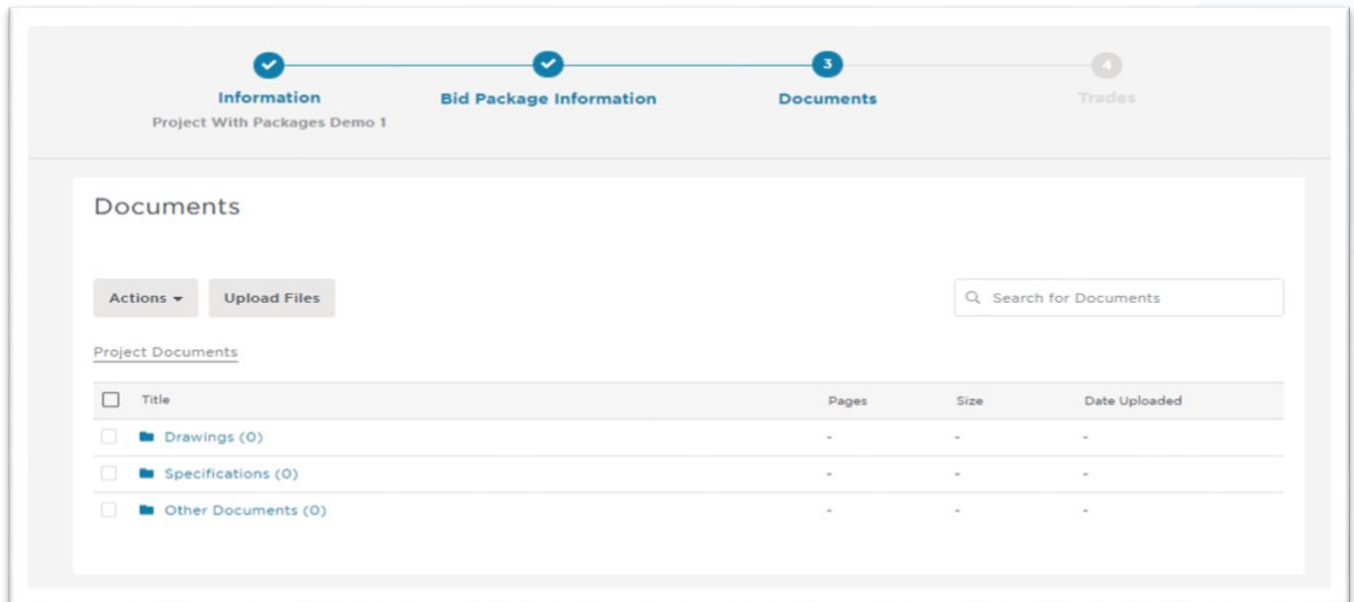 3
4
Information
Bid Package Information
Documents
Trades
Project With Packages Demo 1
Documents
Actions
Upload Files
Search for Documents
Project Documents
Title Pages Size Date Uploaded
Drawings (0) - - -
Specifications (0) - - -
Other Documents (0) - - -